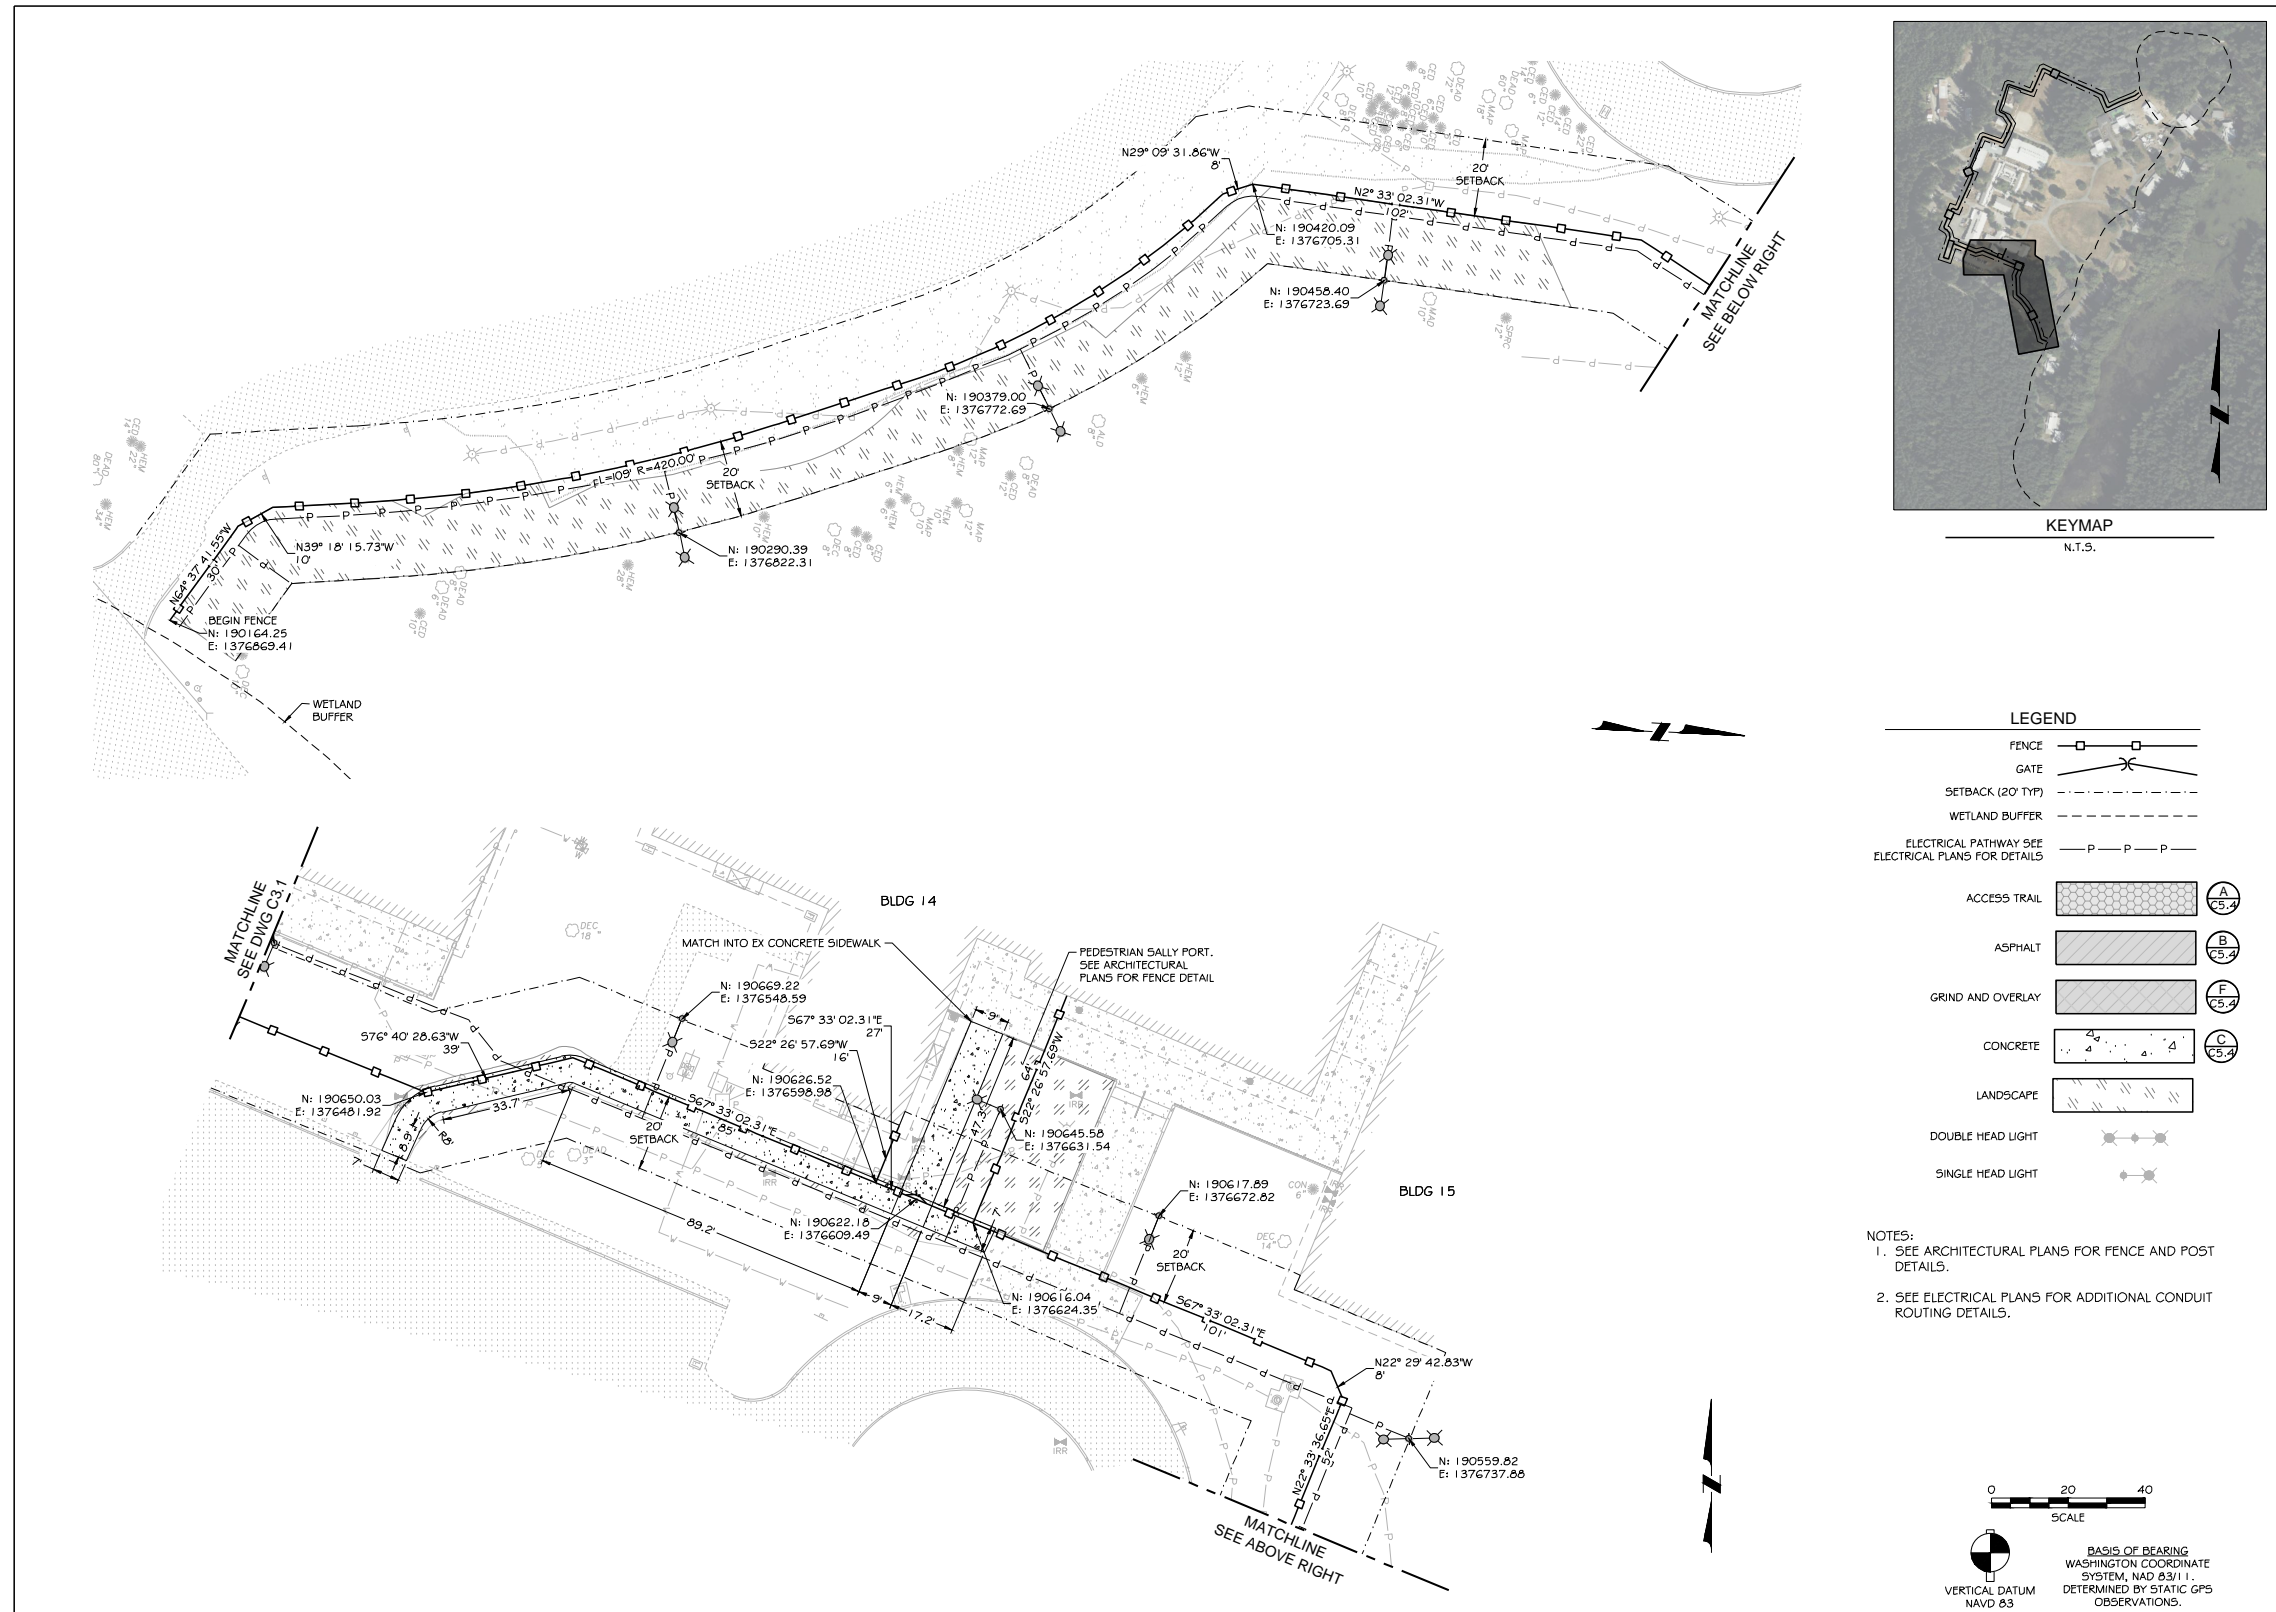 N29° 09' 31.86"W
8'
20'
SETBACK
N2° 33' 02.31"W
102'
N: 190420.09
E: 1376705.31
N: 190458.40
E: 1376723.69
MATCHLINE
SEE BELOW RIGHT
N: 190379.00
E: 1376772.69
L=109' R=420.00'
20'
SETBACK
N39° 18' 15.73"W
10'
N64° 37' 41.55"W
30'
N: 190290.39
E: 1376822.31
BEGIN FENCE
N: 190164.25
E: 1376869.41
WETLAND
BUFFER
KEYMAP
N.T.S.
LEGEND
FENCE
GATE
SETBACK (20' TYP)
WETLAND BUFFER
ELECTRICAL PATHWAY SEE
ELECTRICAL PLANS FOR DETAILS
P P P
ACCESS TRAIL
A
C5.4
ASPHALT
B
C5.4
GRIND AND OVERLAY
F
C5.4
CONCRETE
C
C5.4
LANDSCAPE
DOUBLE HEAD LIGHT
SINGLE HEAD LIGHT
NOTES:
1. SEE ARCHITECTURAL PLANS FOR FENCE AND POST
DETAILS.
2. SEE ELECTRICAL PLANS FOR ADDITIONAL CONDUIT
ROUTING DETAILS.
MATCHLINE
SEE DWG C3.1
BLDG 14
MATCH INTO EX CONCRETE SIDEWALK
PEDESTRIAN SALLY PORT.
SEE ARCHITECTURAL
PLANS FOR FENCE DETAIL
DEC
18"
N: 190669.22
E: 1376548.59
S67° 33' 02.31"E
27'
S22° 26' 57.69"W
16'
9'
S76° 40' 28.63"W
39'
N: 190626.52
E: 1376598.98
64'
S22° 26' 57.69"W
47.3'
N: 190650.03
E: 1376481.92
33.7'
S67° 33' 02.31"E
85'
20'
SETBACK
R8'
8.9'
7'
N: 190645.58
E: 1376631.54
N: 190617.89
E: 1376672.82
BLDG 15
89.2'
N: 190622.18
E: 1376609.49
7'
20'
SETBACK
DEC
14"
9'
17.2'
N: 190616.04
E: 1376624.35
S67° 33' 02.31"E
101'
N22° 29' 42.83"W
8'
N22° 33' 36.65"E
52'
IRR
N: 190559.82
E: 1376737.88
MATCHLINE
SEE ABOVE RIGHT
0 20 40
SCALE
VERTICAL DATUM
NAVD 83
BASIS OF BEARING
WASHINGTON COORDINATE
SYSTEM, NAD 83/11.
DETERMINED BY STATIC GPS
OBSERVATIONS.